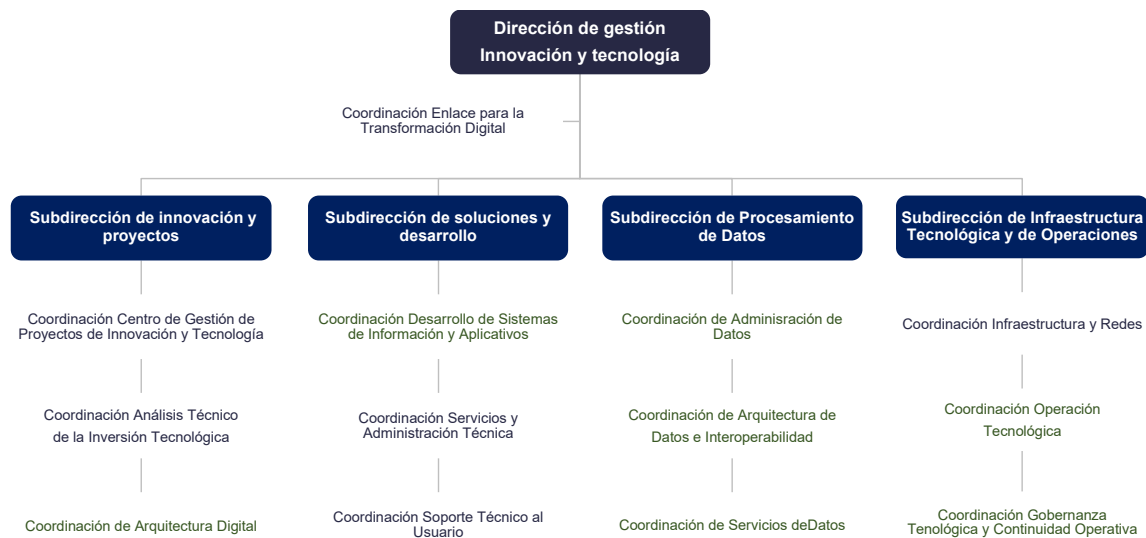 Dirección de gestión
Innovación y tecnología
Coordinación Enlace para la
Transformación Digital
Subdirección de innovación y
proyectos
Subdirección de soluciones y
desarrollo
Subdirección de Procesamiento
de Datos
Subdirección de Infraestructura
Tecnológica y de Operaciones
Coordinación Centro de Gestión de
Proyectos de Innovación y Tecnología
Coordinación Desarrollo de Sistemas
de Información y Aplicativos
Coordinación de Adminisración de
Datos
Coordinación Infraestructura y Redes
Coordinación Análisis Técnico
de la Inversión Tecnológica
Coordinación Servicios y
Administración Técnica
Coordinación de Arquitectura de
Datos e Interoperabilidad
Coordinación Operación
Tecnológica
Coordinación de Arquitectura Digital
Coordinación Soporte Técnico al
Usuario
Coordinación de Servicios deDatos
Coordinación Gobernanza
Tenológica y Continuidad Operativa